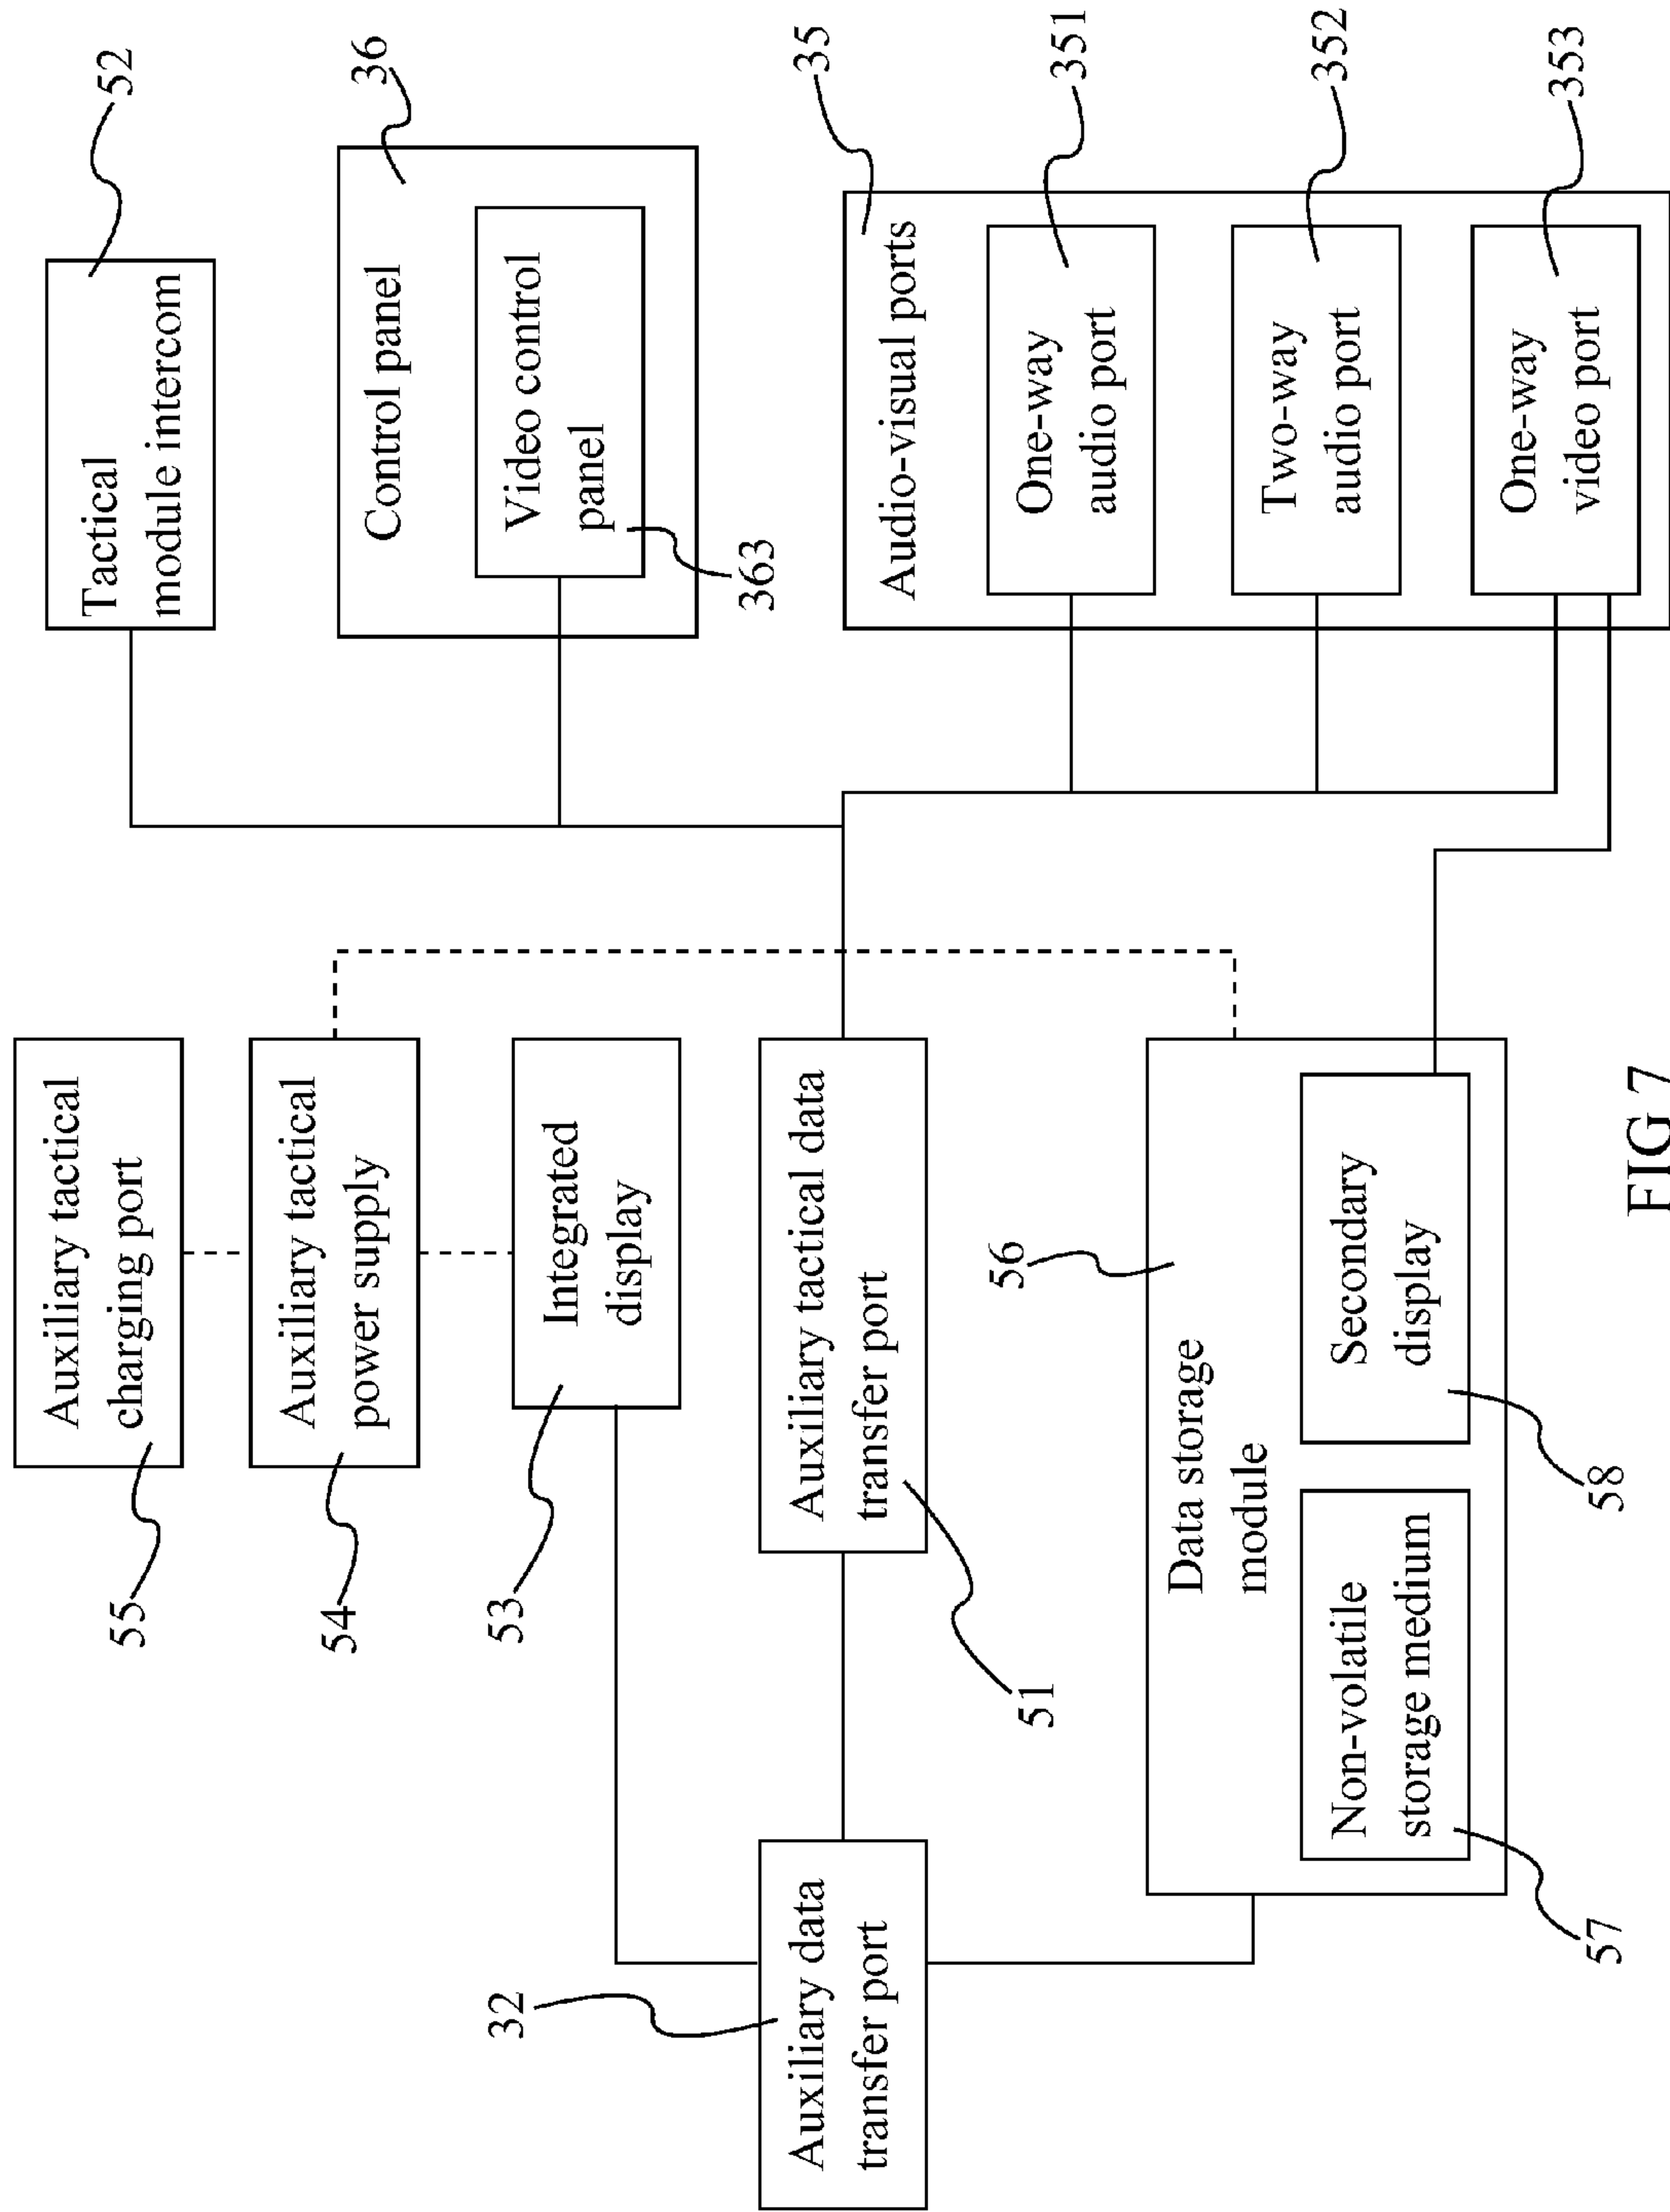 55
Auxiliary tactical
charging port
54
Auxiliary tactical
power supply
53
Integrated
display
32
Auxiliary data
transfer port
51
Auxiliary tactical data
transfer port
56
Data storage
module
57
Non-volatile
storage medium
58
Secondary
display
52
Tactical
module intercom
36
Control panel
363
Video control
panel
35
Audio-visual ports
351
One-way
audio port
352
Two-way
audio port
353
One-way
video port
FIG 7